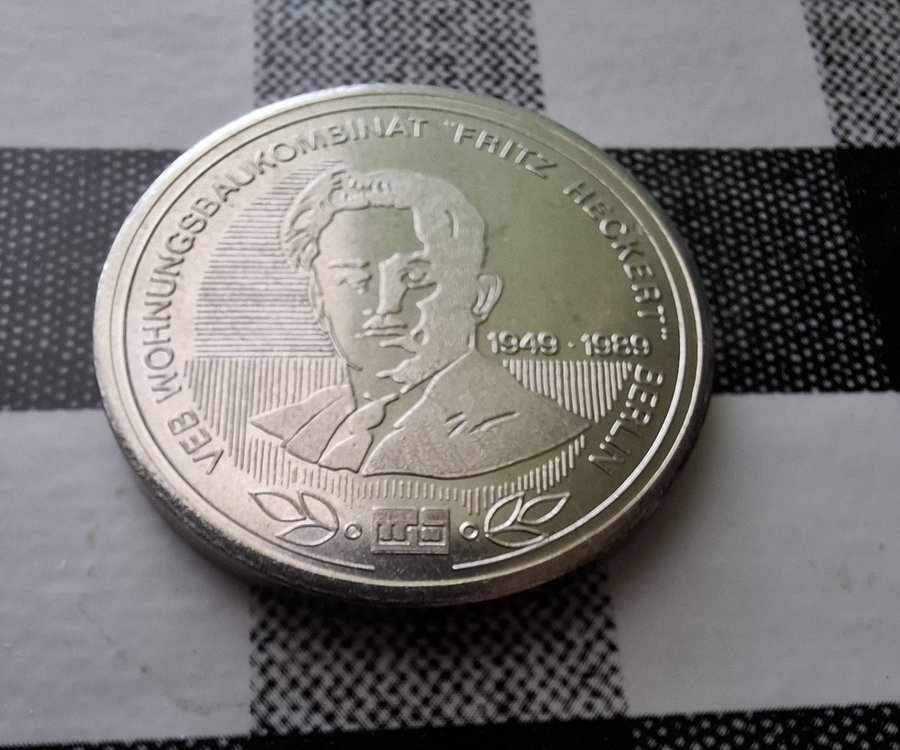 VEB WOHNUNGSBAUKOMBINAT "FRITZ HECKERT" BERLIN
1949 · 1989